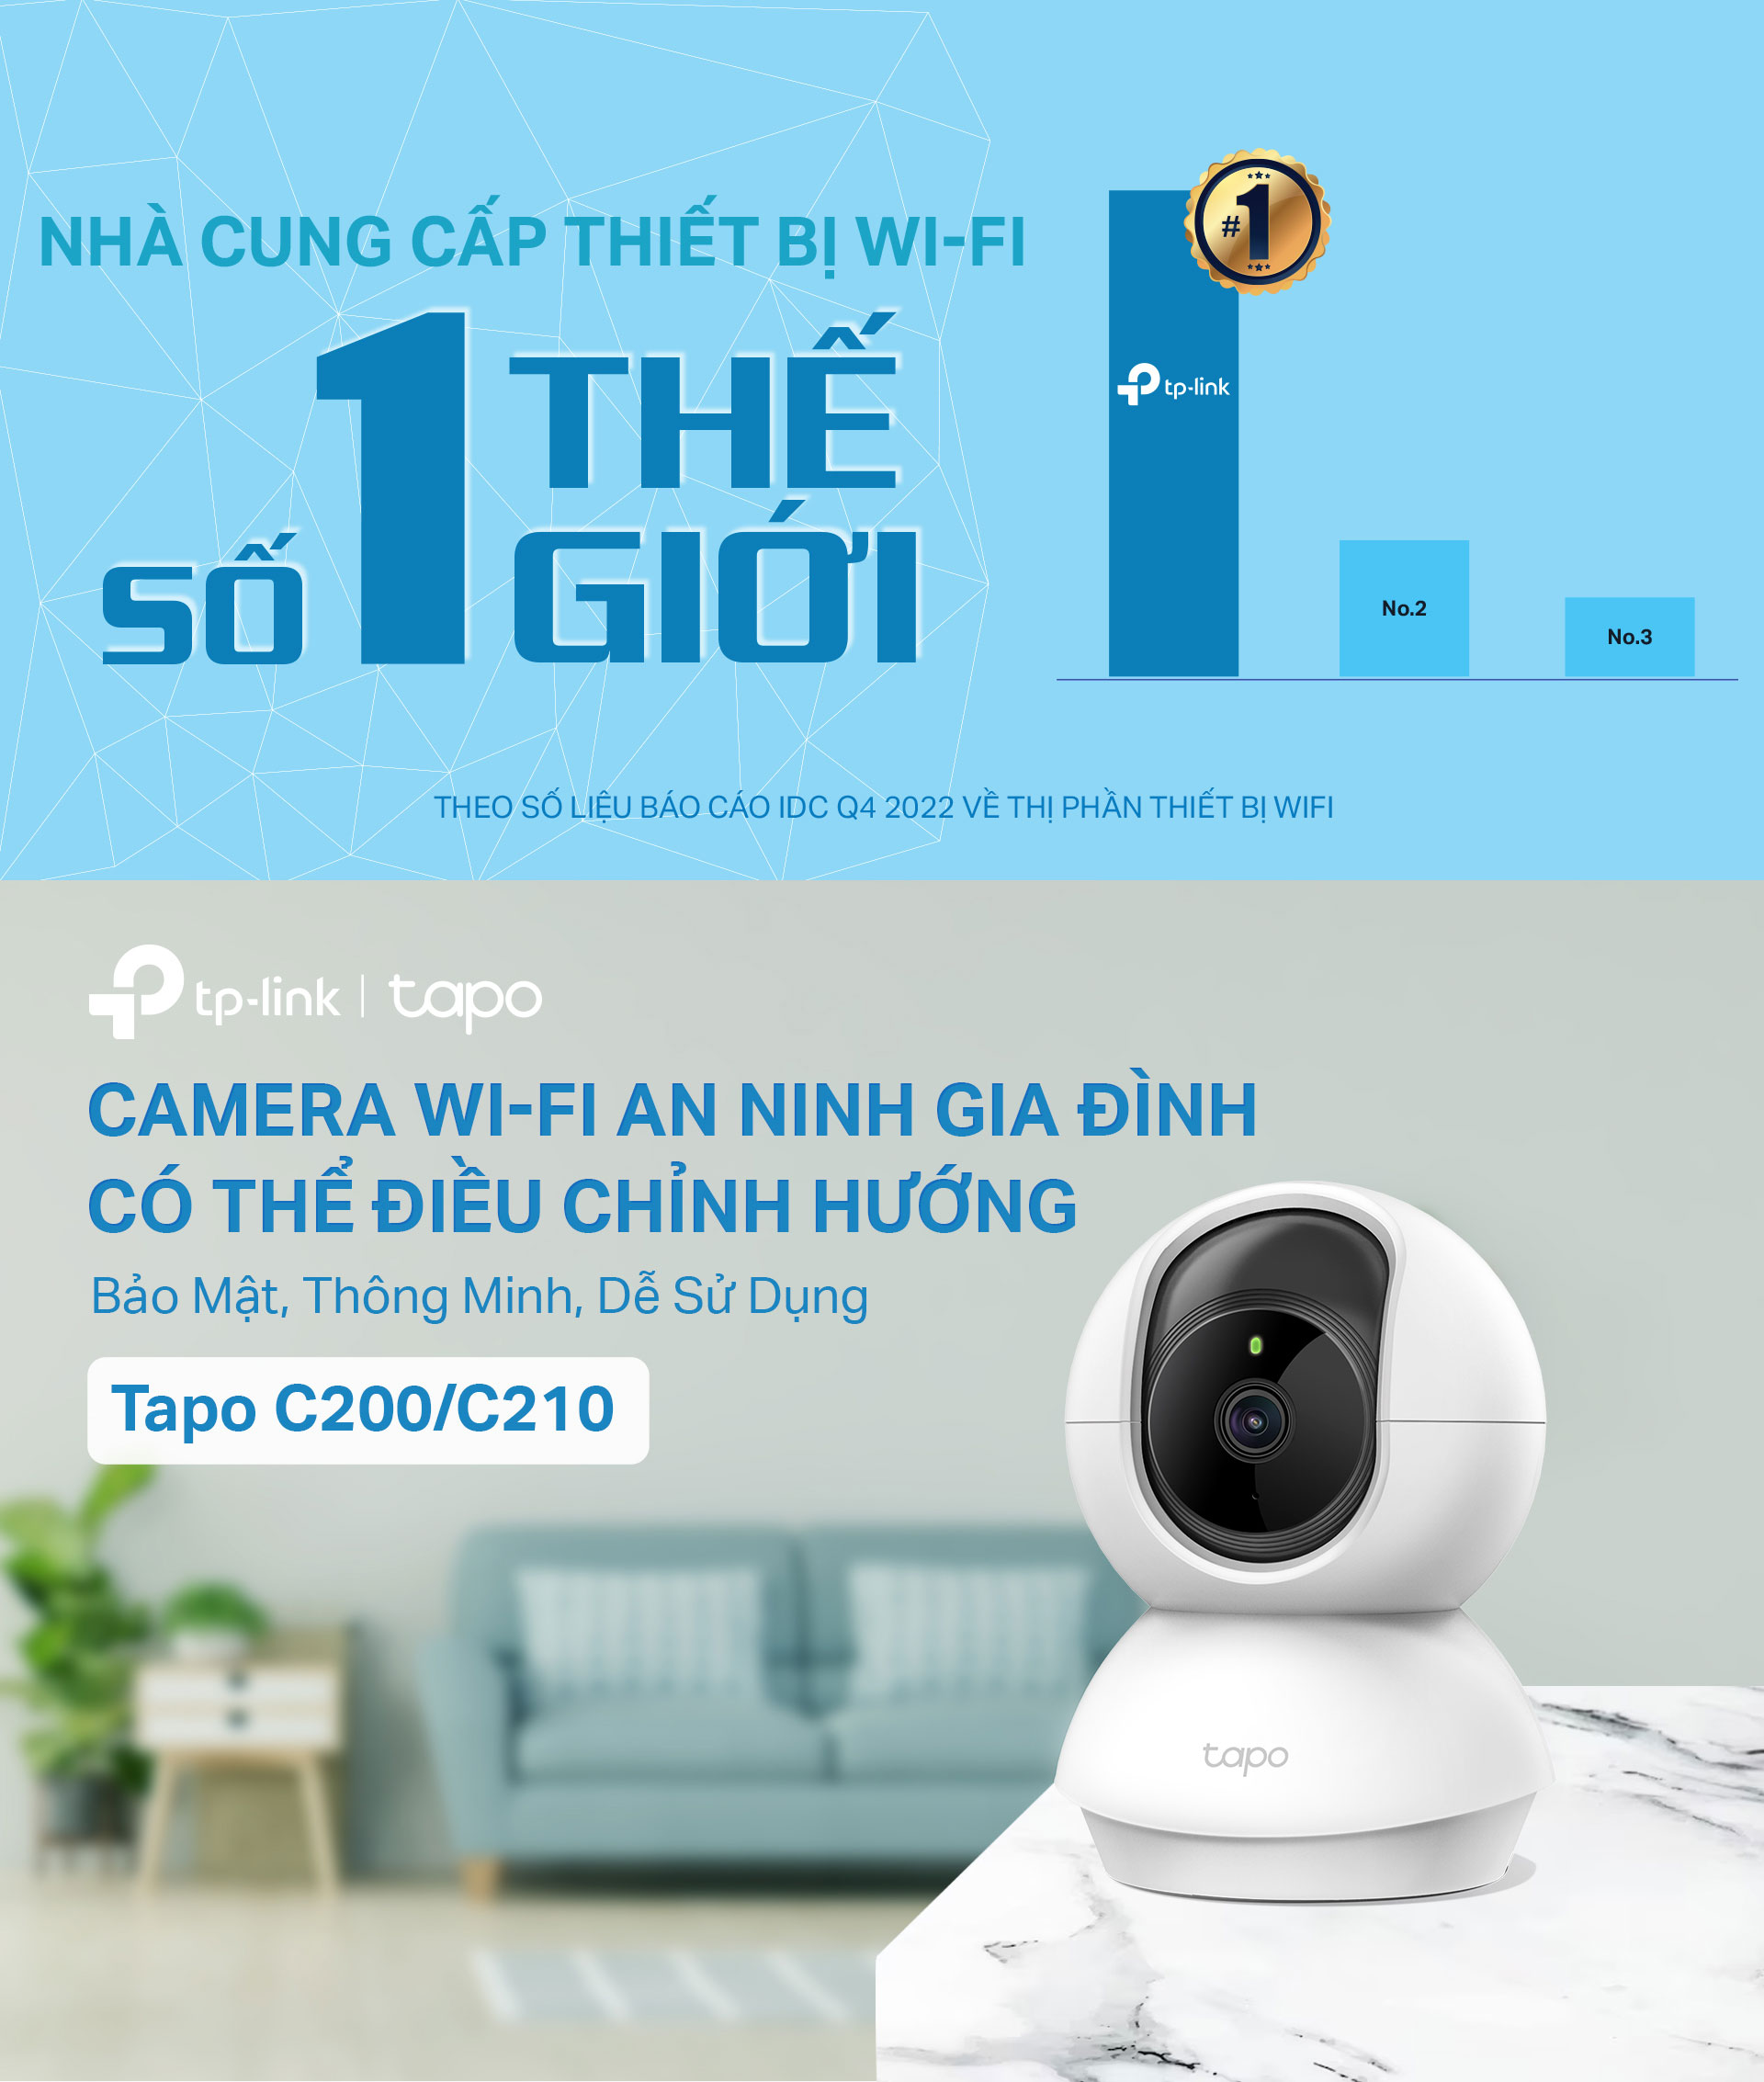 NHÀ CUNG CẤP THIẾT BỊ WI-FI
SỐ 1 THẾ GIỚI
#1
tp-link
No.2
No.3
THEO SỐ LIỆU BÁO CÁO IDC Q4 2022 VỀ THỊ PHẦN THIẾT BỊ WIFI
tp-link | tapo
CAMERA WI-FI AN NINH GIA ĐÌNH
CÓ THỂ ĐIỀU CHỈNH HƯỚNG
Bảo Mật, Thông Minh, Dễ Sử Dụng
Tapo C200/C210
tapo